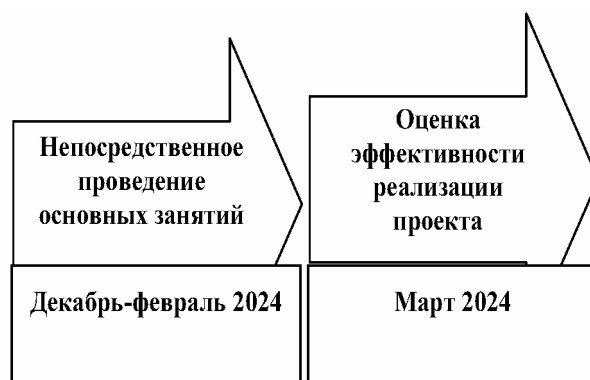 Непосредственное
проведение
основных занятий
Декабрь-февраль 2024
Оценка
эффективности
реализации
проекта
Март 2024